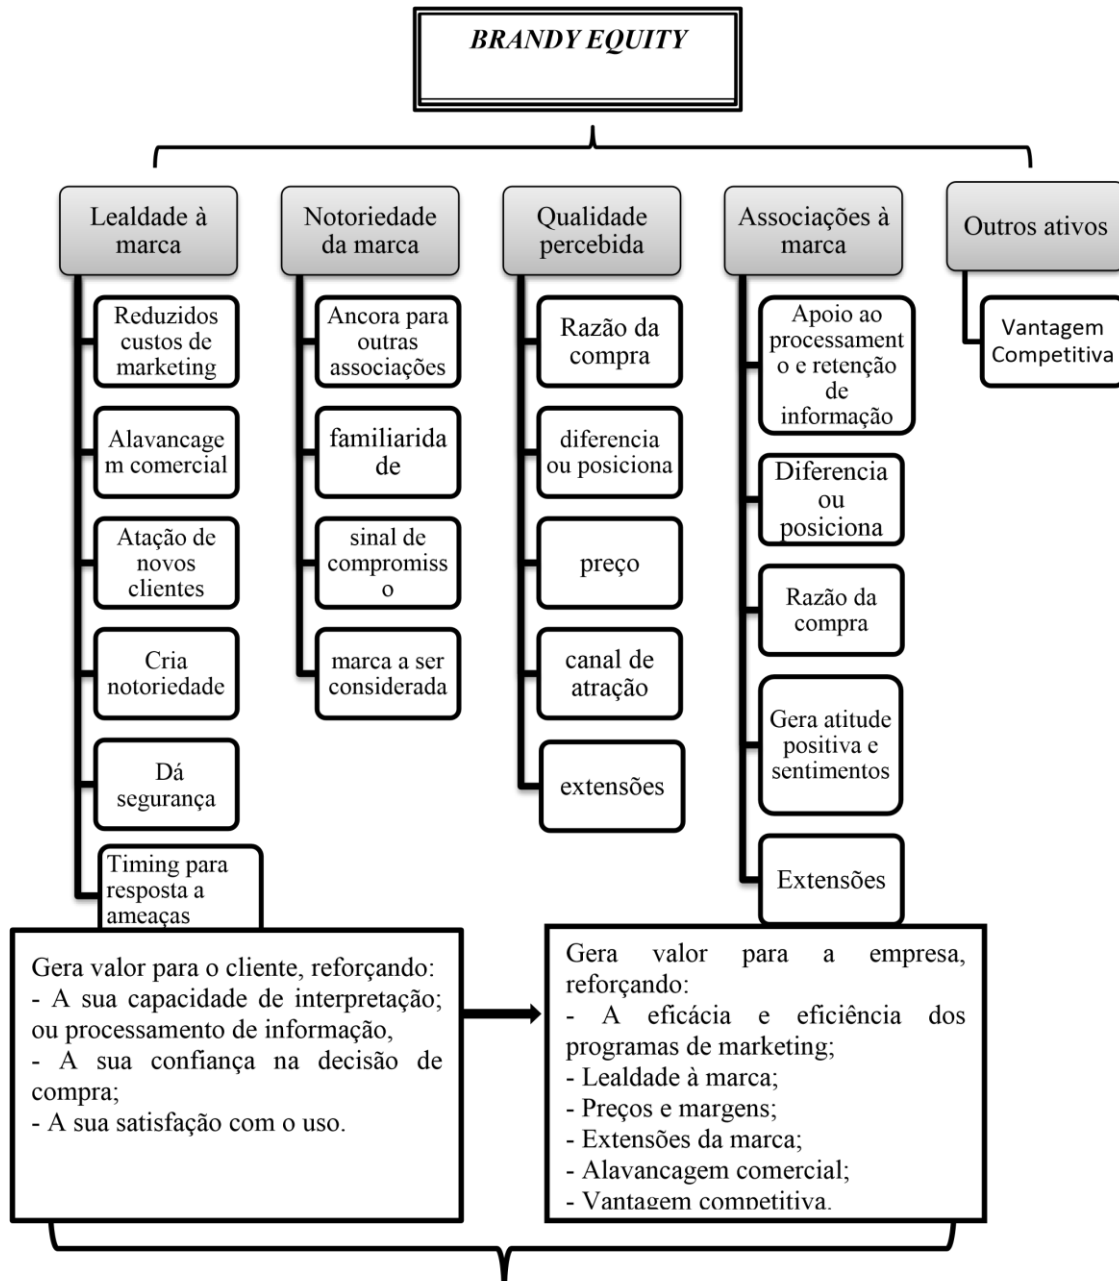 BRANDY EQUITY
Lealdade à
marca
Reduzidos
custos de
marketing
Alavancage
m comercial
Atação de
novos
clientes
Cria
notoriedade
Dá
segurança
Timing para
resposta a
ameaças
Notoriedade
da marca
Ancora para
outras
associações
familiarida
de
sinal de
compromiss
o
marca a ser
considerada
Qualidade
percebida
Razão da
compra
diferencia
ou posiciona
preço
canal de
atração
extensões
Associações à
marca
Apoio ao
processament
o e retenção
de
informação
Diferencia
ou
posiciona
Razão da
compra
Gera atitude
positiva e
sentimentos
Extensões
Outros ativos
Vantagem
Competitiva
Gera valor para o cliente, reforçando:
- A sua capacidade de interpretação;
ou processamento de informação,
- A sua confiança na decisão de
compra;
- A sua satisfação com o uso.
Gera valor para a empresa,
reforçando:
- A eficácia e eficiência dos
programas de marketing;
- Lealdade à marca;
- Preços e margens;
- Extensões da marca;
- Alavancagem comercial;
- Vantagem competitiva.